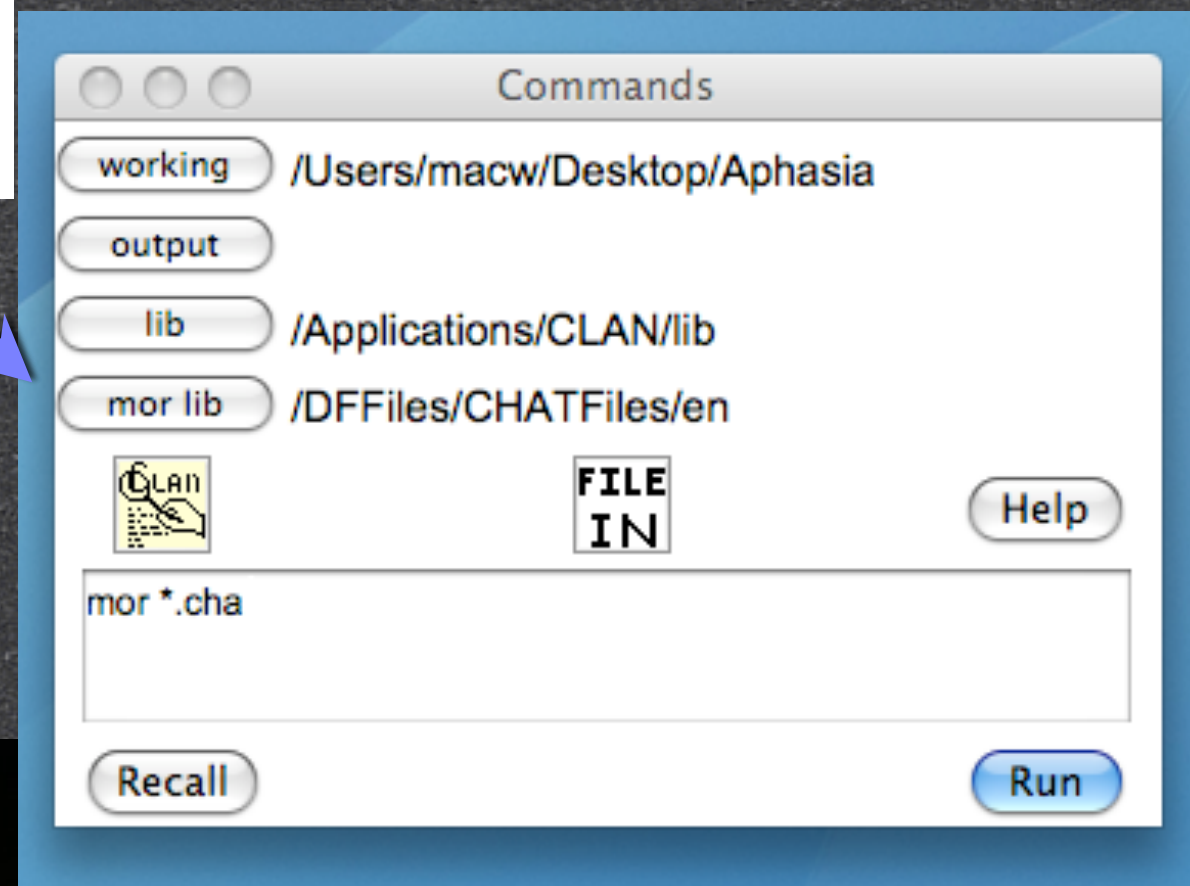 Commands
working /Users/macw/Desktop/Aphasia
output
lib /Applications/CLAN/lib
mor lib /DFFiles/CHATFiles/en
CLAN
FILE
IN
Help
mor *.cha
Recall
Run